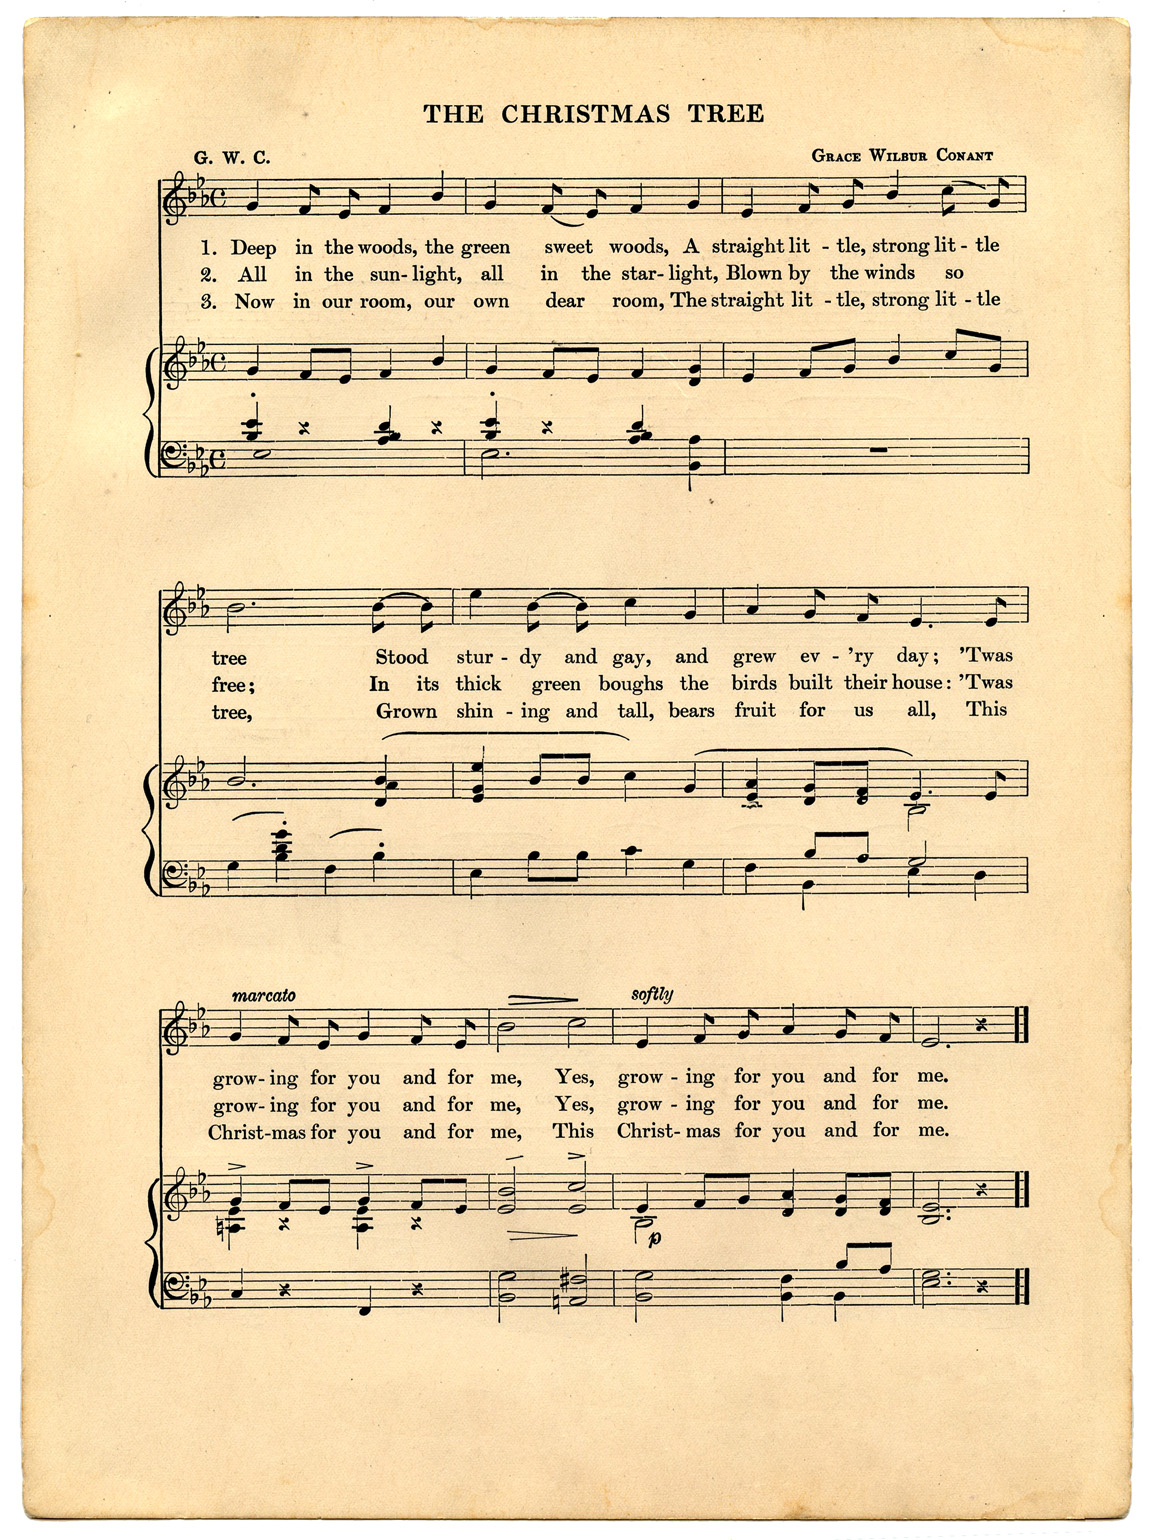 THE CHRISTMAS TREE
G. W. C. GRACE WILBUR CONANT
1. Deep in the woods, the green sweet woods, A straight lit - tle, strong lit - tle
2. All in the sun- light, all in the star- light, Blown by the winds so
3. Now in our room, our own dear room, The straight lit - tle, strong lit - tle
tree Stood stur - dy and gay, and grew ev - 'ry day; 'Twas
free; In its thick green boughs the birds built their house: 'Twas
tree, Grown shin - ing and tall, bears fruit for us all, This
marcato softly
grow- ing for you and for me, Yes, grow - ing for you and for me.
grow- ing for you and for me, Yes, grow - ing for you and for me.
Christ-mas for you and for me, This Christ- mas for you and for me.
p